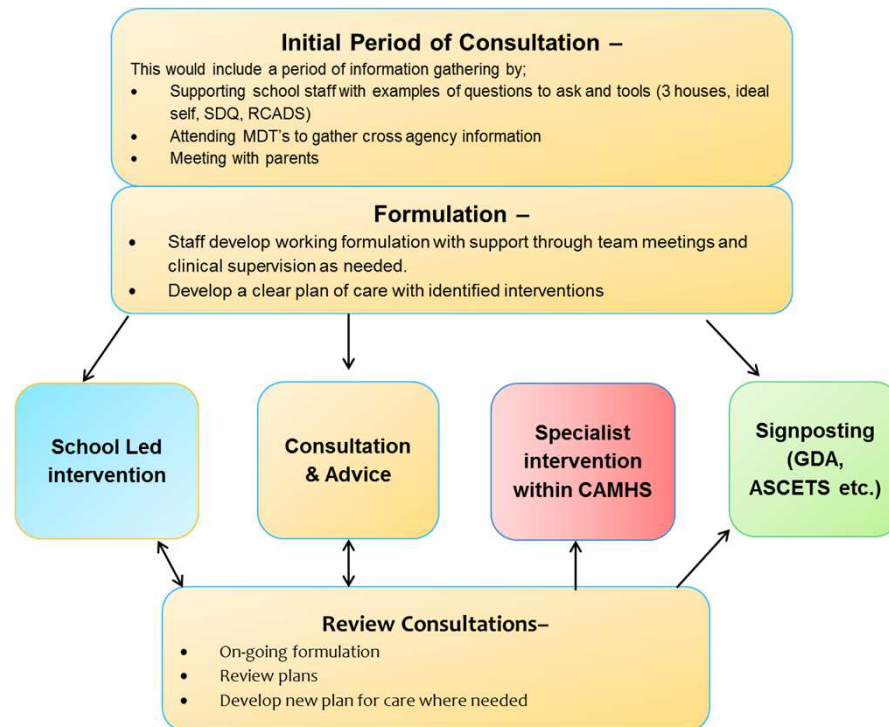 Initial Period of Consultation –
This would include a period of information gathering by;
• Supporting school staff with examples of questions to ask and tools (3 houses, ideal
self, SDQ, RCADS)
• Attending MDT's to gather cross agency information
• Meeting with parents
Formulation –
• Staff develop working formulation with support through team meetings and
clinical supervision as needed.
• Develop a clear plan of care with identified interventions
School Led
intervention
Consultation
& Advice
Specialist
intervention
within CAMHS
Signposting
(GDA,
ASCETS etc.)
Review Consultations–
• On-going formulation
• Review plans
• Develop new plan for care where needed